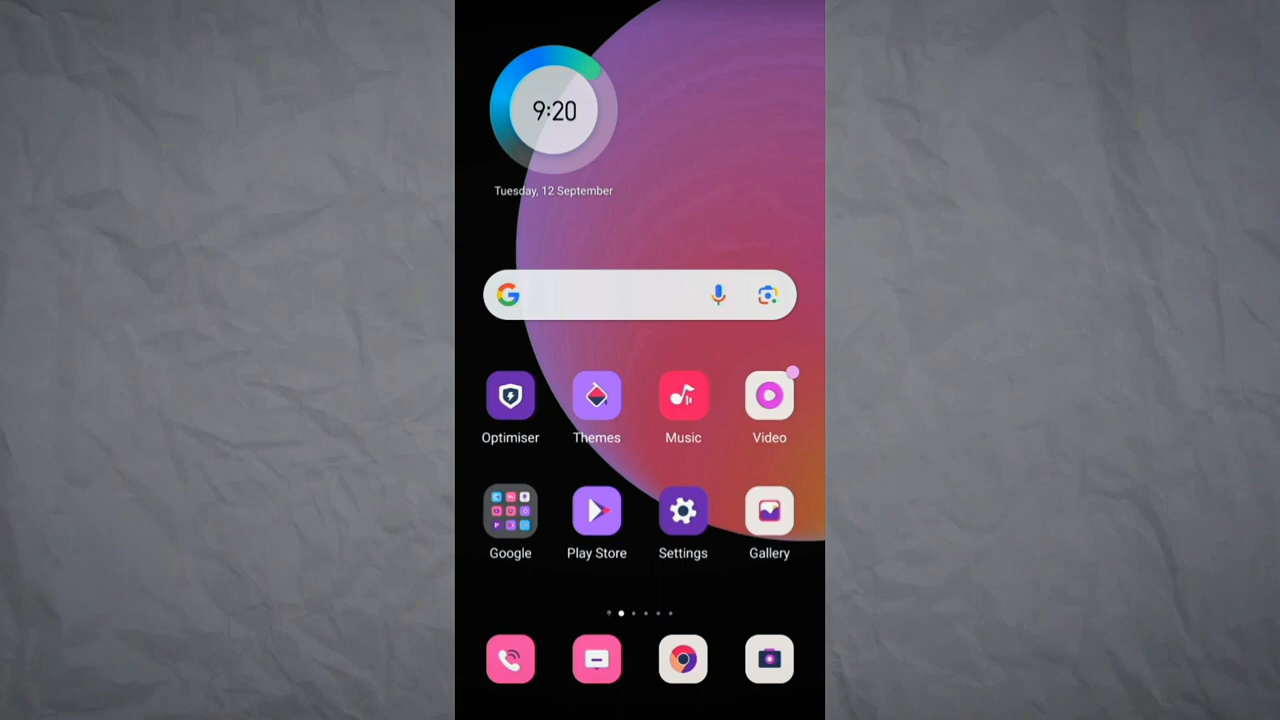 9:20
Tuesday, 12 September
Optimiser
Themes
Music
Video
Google
Play Store
Settings
Gallery